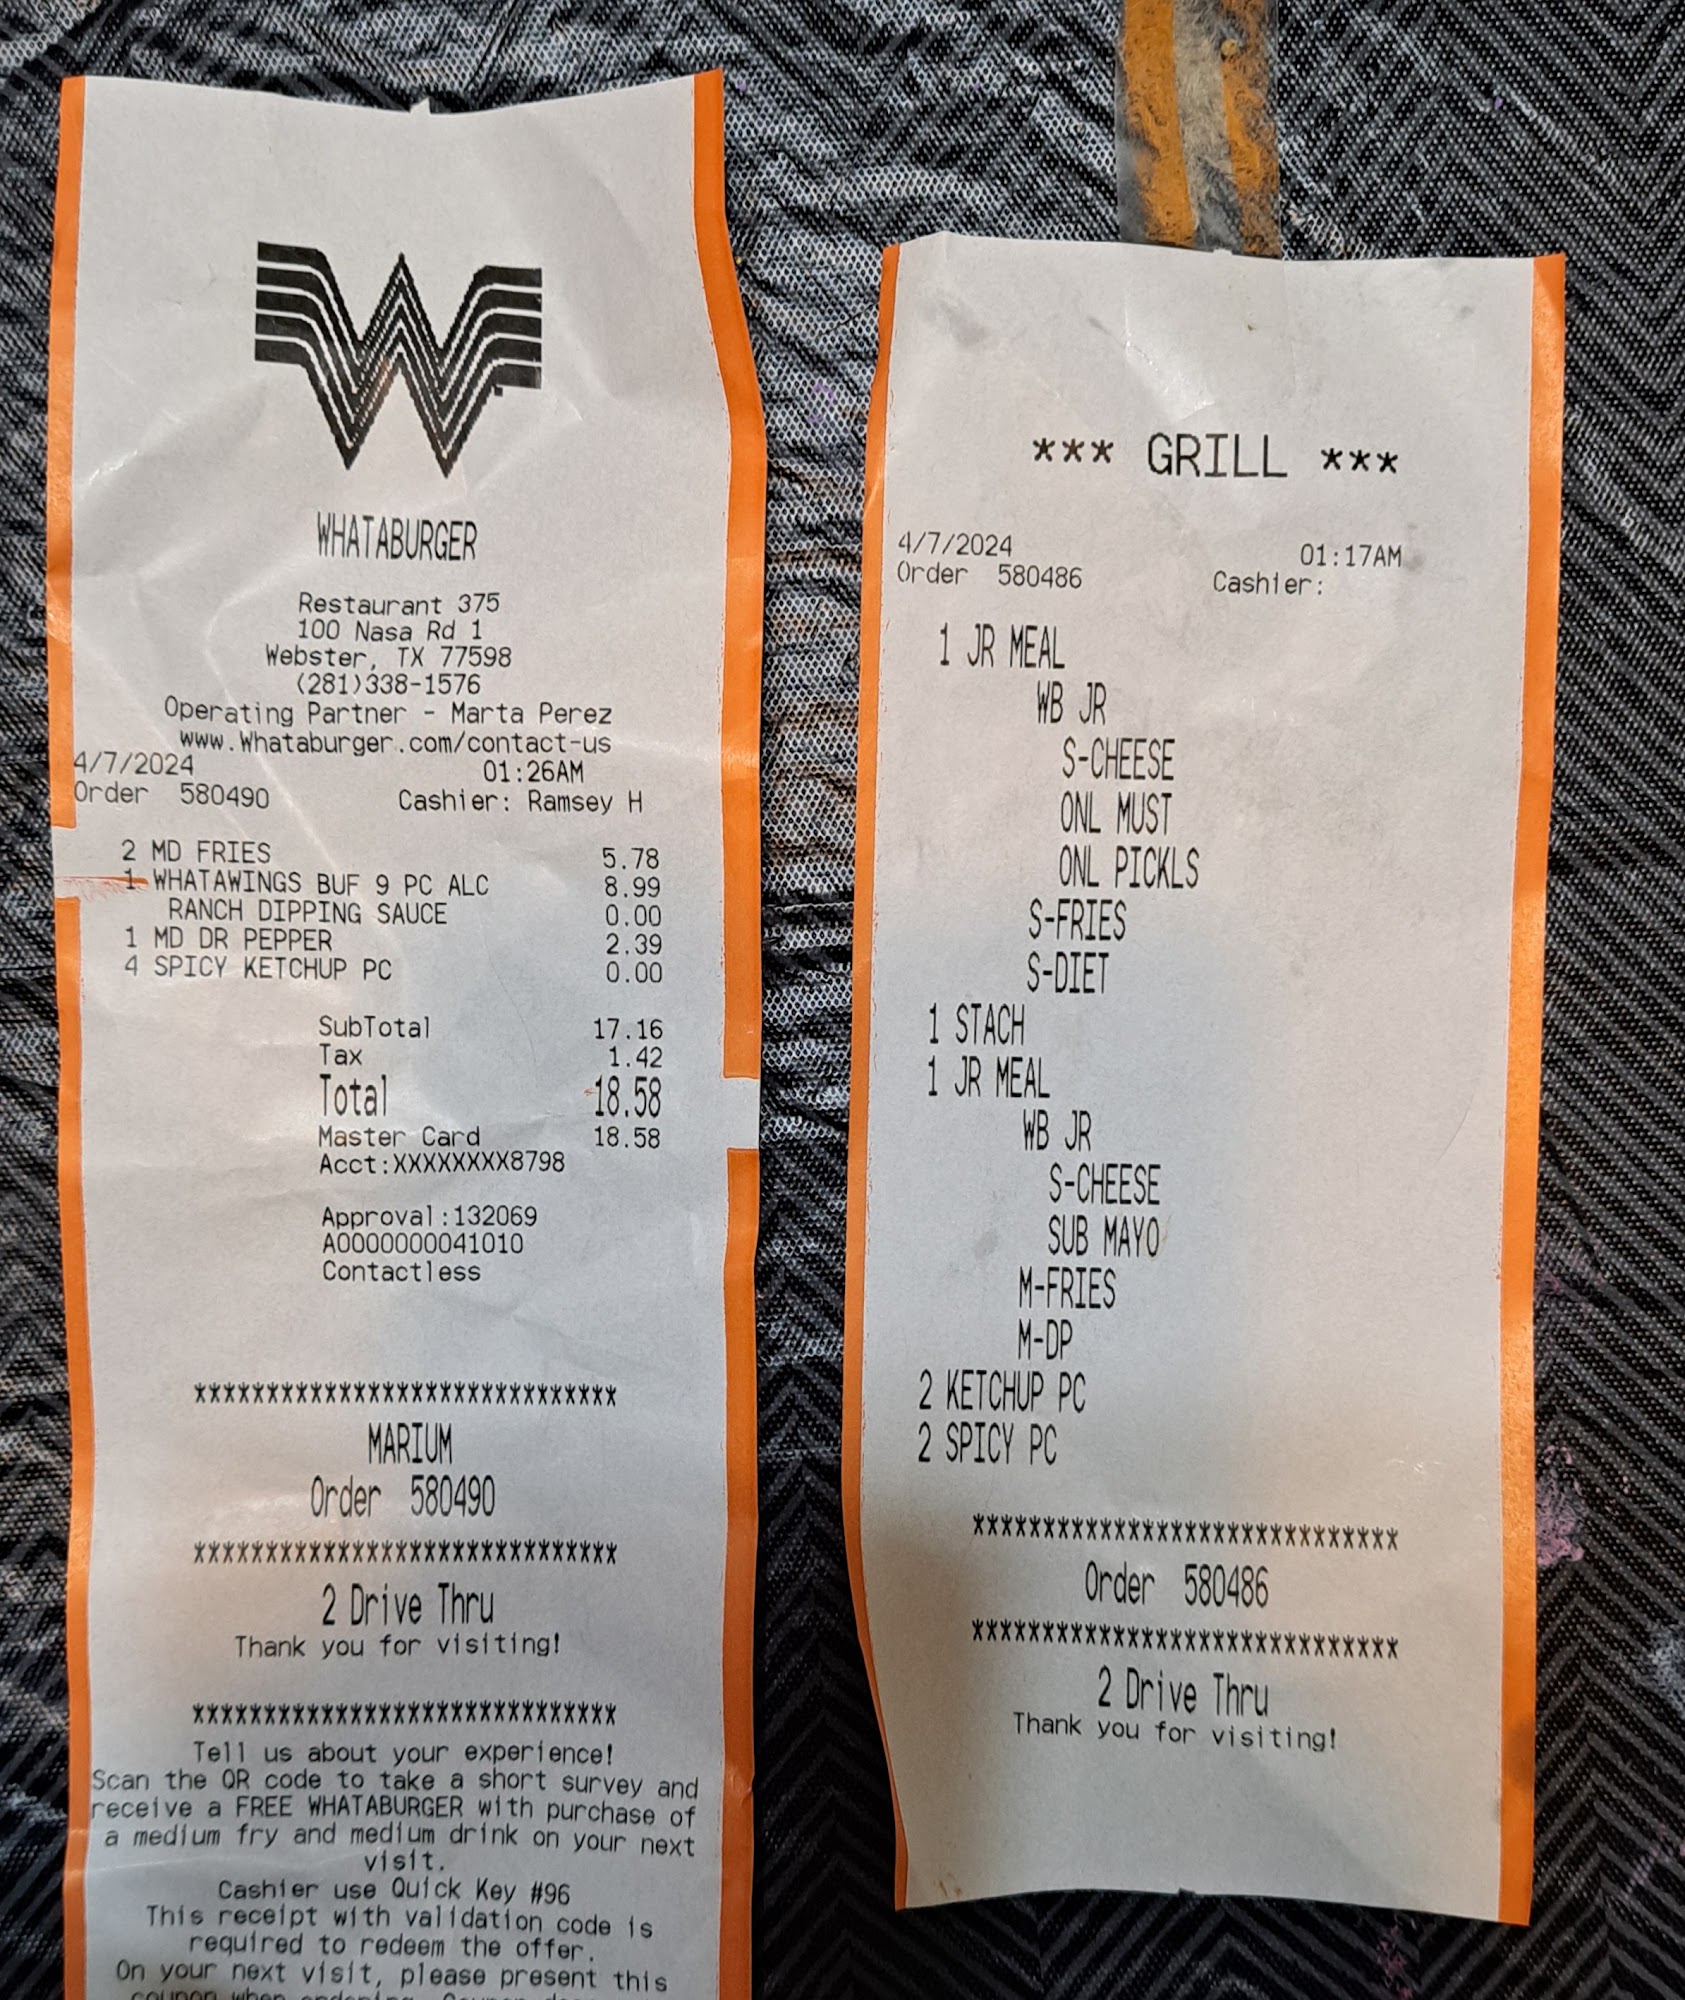 WHATABURGER
Restaurant 375
100 Nasa Rd 1
Webster, TX 77598
(281)338-1576
Operating Partner - Marta Perez
www.Whataburger.com/contact-us
4/7/2024 01:26AM
Order 580490 Cashier: Ramsey H
2 MD FRIES 5.78
1 WHATAWINGS BUF 9 PC ALC 8.99
RANCH DIPPING SAUCE 0.00
1 MD DR PEPPER 2.39
4 SPICY KETCHUP PC 0.00
SubTotal 17.16
Tax 1.42
Total 18.58
Master Card 18.58
Acct:XXXXXXXX8798
Approval:132069
A0000000041010
Contactless
******************************
MARIUM
Order 580490
******************************
2 Drive Thru
Thank you for visiting!
******************************
Tell us about your experience!
Scan the QR code to take a short survey and
receive a FREE WHATABURGER with purchase of
a medium fry and medium drink on your next
visit.
Cashier use Quick Key #96
This receipt with validation code is
required to redeem the offer.
On your next visit, please present this
coupon when ordering.
*** GRILL ***
4/7/2024 01:17AM
Order 580486 Cashier:
1 JR MEAL
WB JR
S-CHEESE
ONL MUST
ONL PICKLS
S-FRIES
S-DIET
1 STACH
1 JR MEAL
WB JR
S-CHEESE
SUB MAYO
M-FRIES
M-DP
2 KETCHUP PC
2 SPICY PC
******************************
Order 580486
******************************
2 Drive Thru
Thank you for visiting!